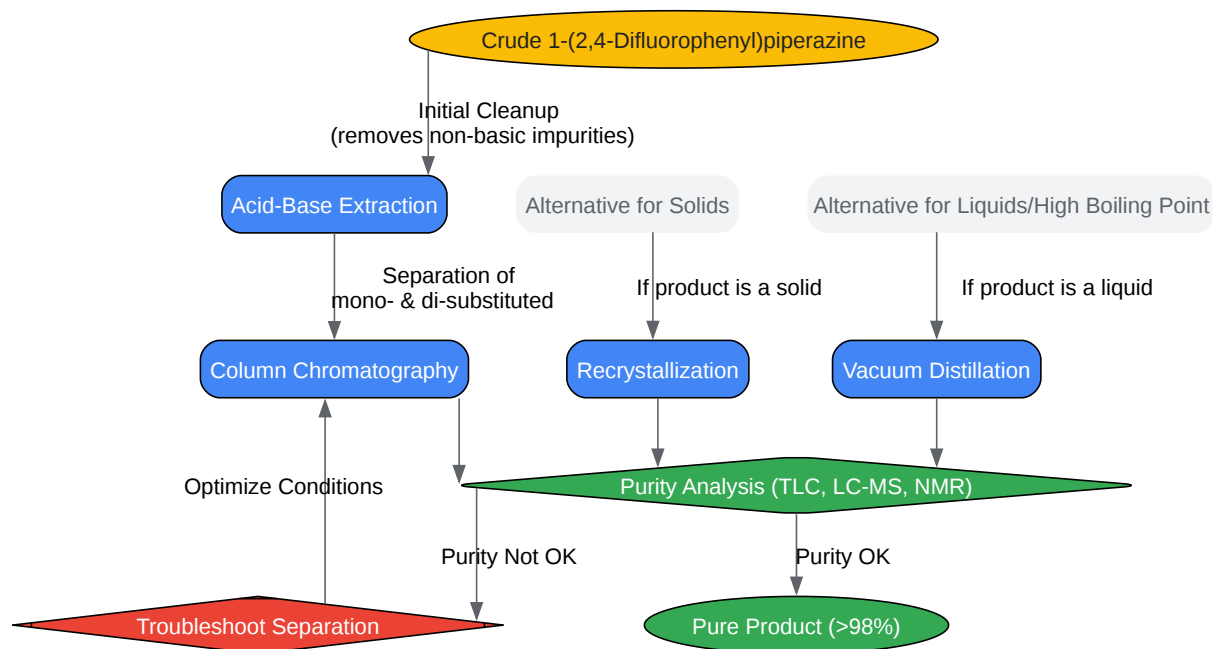 Crude 1-(2,4-Difluorophenyl)piperazine
Initial Cleanup
(removes non-basic impurities)
Acid-Base Extraction
Alternative for Solids
Alternative for Liquids/High Boiling Point
Separation of
mono- & di-substituted
If product is a solid
If product is a liquid
Column Chromatography
Recrystallization
Vacuum Distillation
Optimize Conditions
Purity Analysis (TLC, LC-MS, NMR)
Purity Not OK
Purity OK
Troubleshoot Separation
Pure Product (>98%)